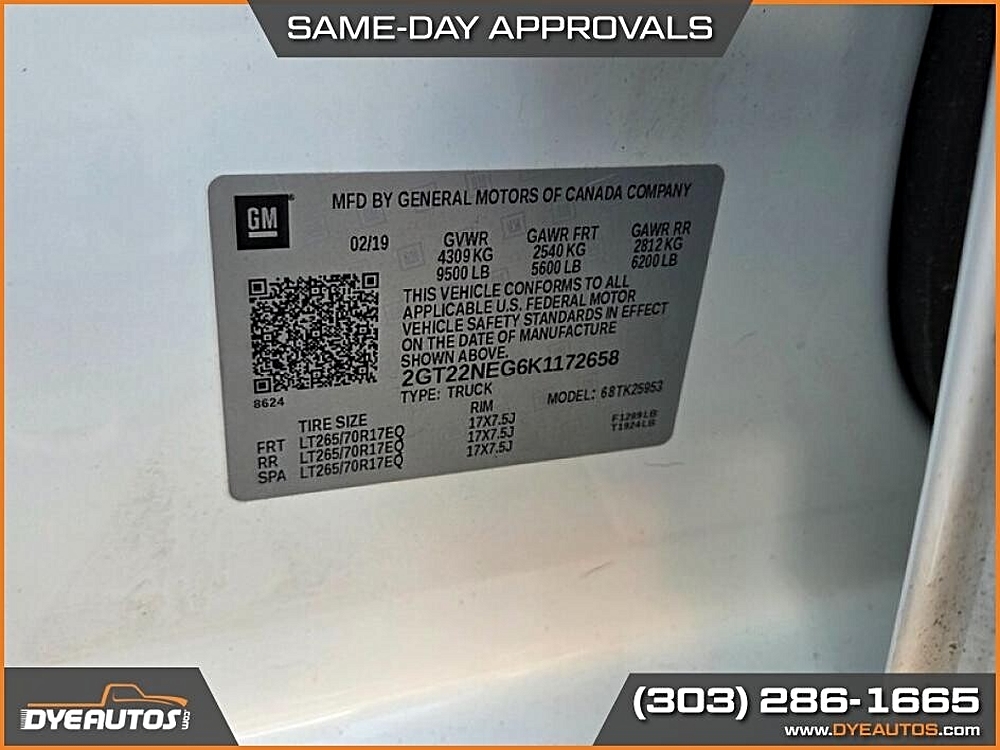 SAME-DAY APPROVALS
GM
MFD BY GENERAL MOTORS OF CANADA COMPANY
02/19 GVWR GAWR FRT GAWR RR
4309 KG 2540 KG 2812 KG
9500 LB 5600 LB 6200 LB
THIS VEHICLE CONFORMS TO ALL
APPLICABLE U.S. FEDERAL MOTOR
VEHICLE SAFETY STANDARDS IN EFFECT
ON THE DATE OF MANUFACTURE
SHOWN ABOVE.
2GT22NEG6K1172658
8624
TYPE: TRUCK MODEL: 68TK25953
TIRE SIZE RIM
FRT LT265/70R17EQ 17X7.5J
RR LT265/70R17EQ 17X7.5J
SPA LT265/70R17EQ 17X7.5J
F1299LB
T1924LB
DYEAUTOS
(303) 286-1665
www.DYEAUTOS.com